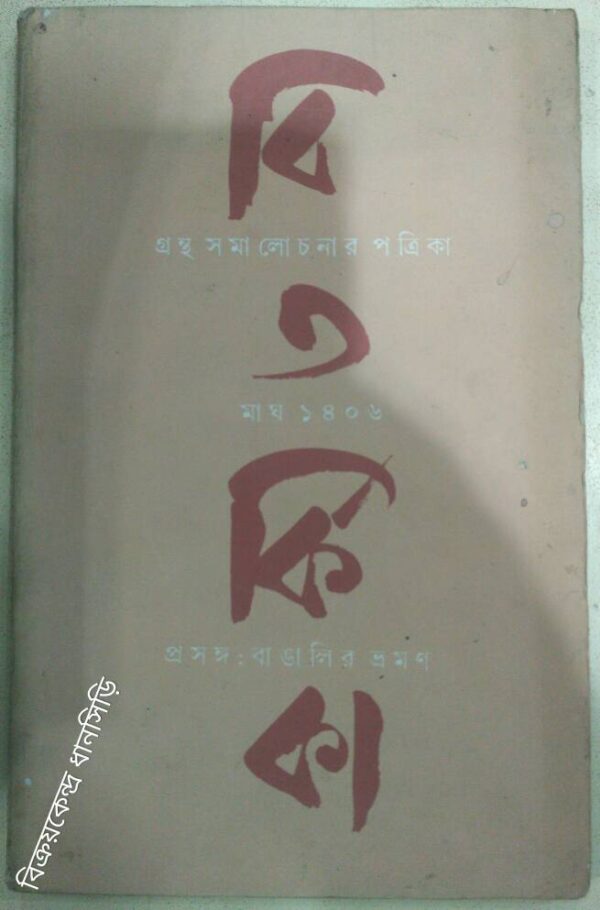 বি
গ্রন্থ সমালোচনার পত্রিকা
ত
মাঘ ১৪০৬
র্কি
প্রসঙ্গ : বাঙালির ভ্রমণ
কা
বিক্রয়কেন্দ্র ধানসিড়ি